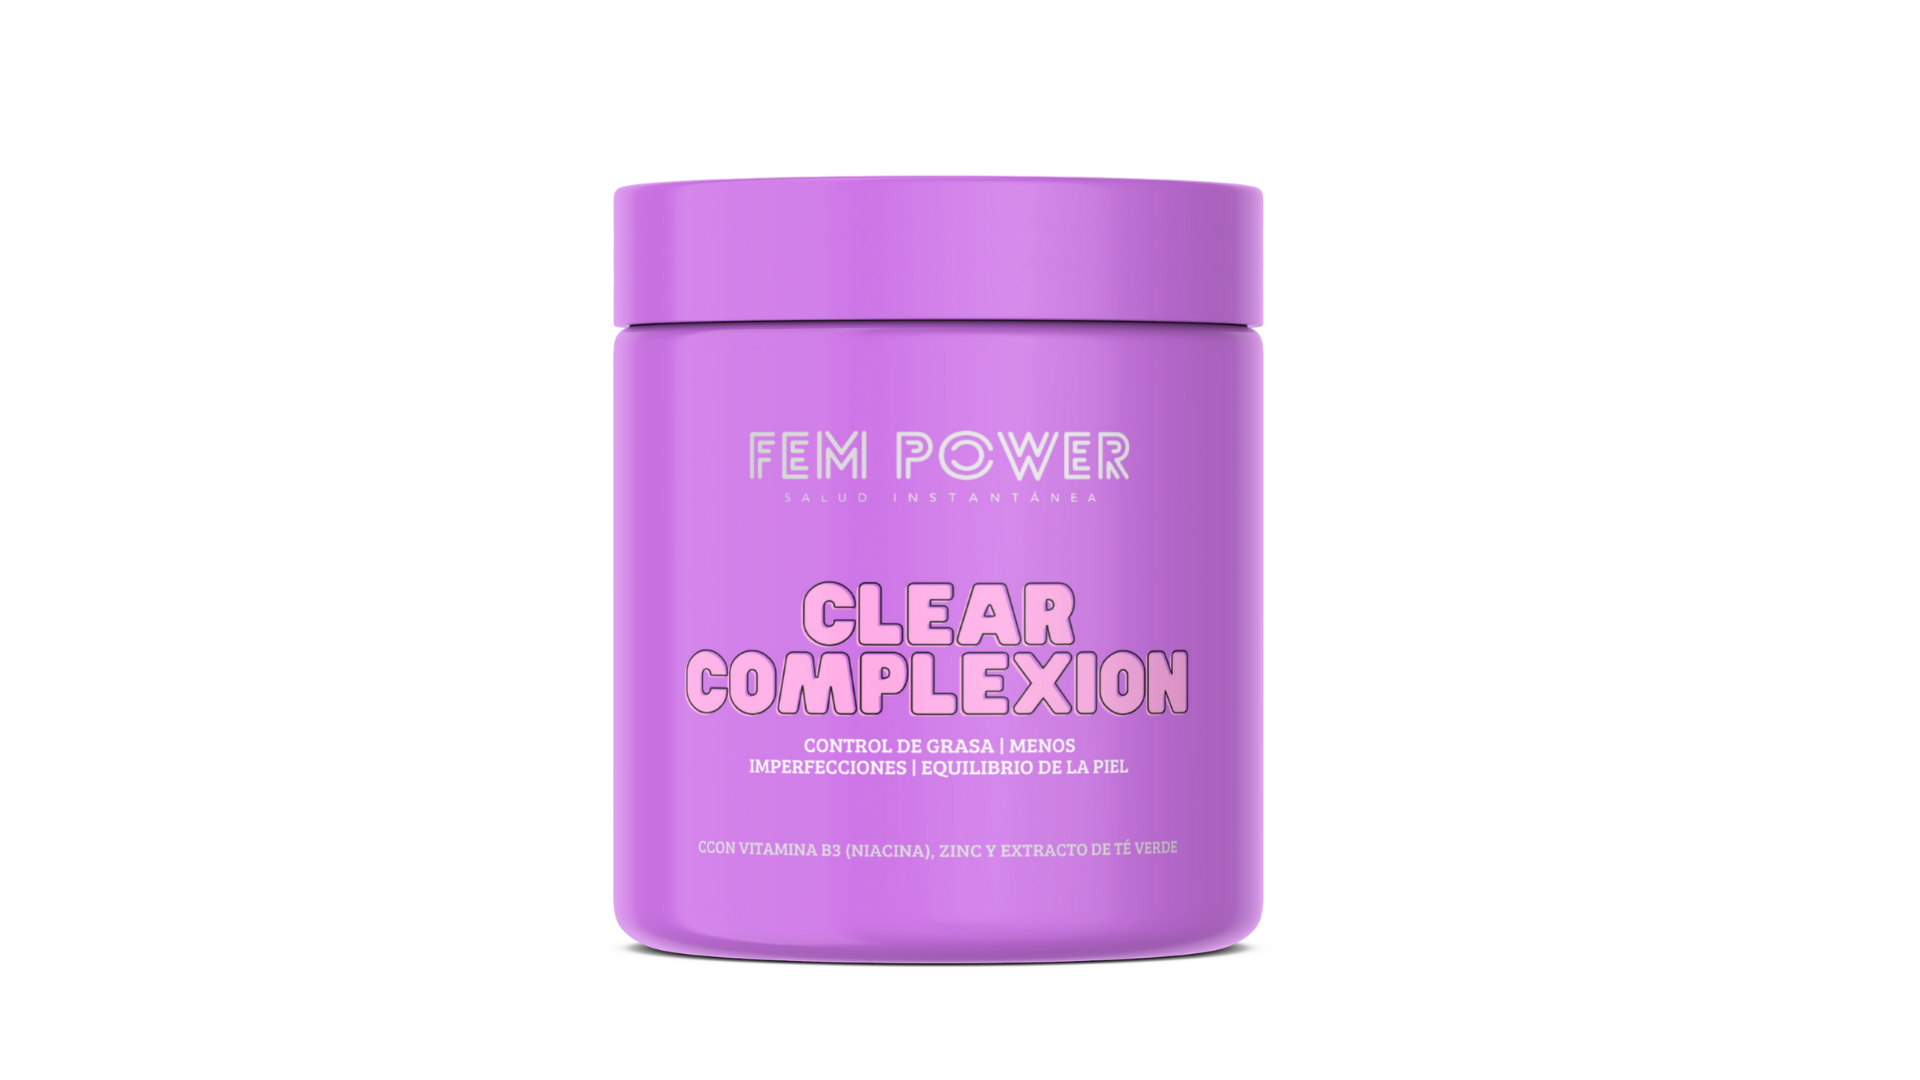 FEM POWER
SALUD INSTANTÁNEA
CLEAR
COMPLEXION
CONTROL DE GRASA | MENOS
IMPERFECCIONES | EQUILIBRIO DE LA PIEL
CCON VITAMINA B3 (NIACINA), ZINC Y EXTRACTO DE TÉ VERDE